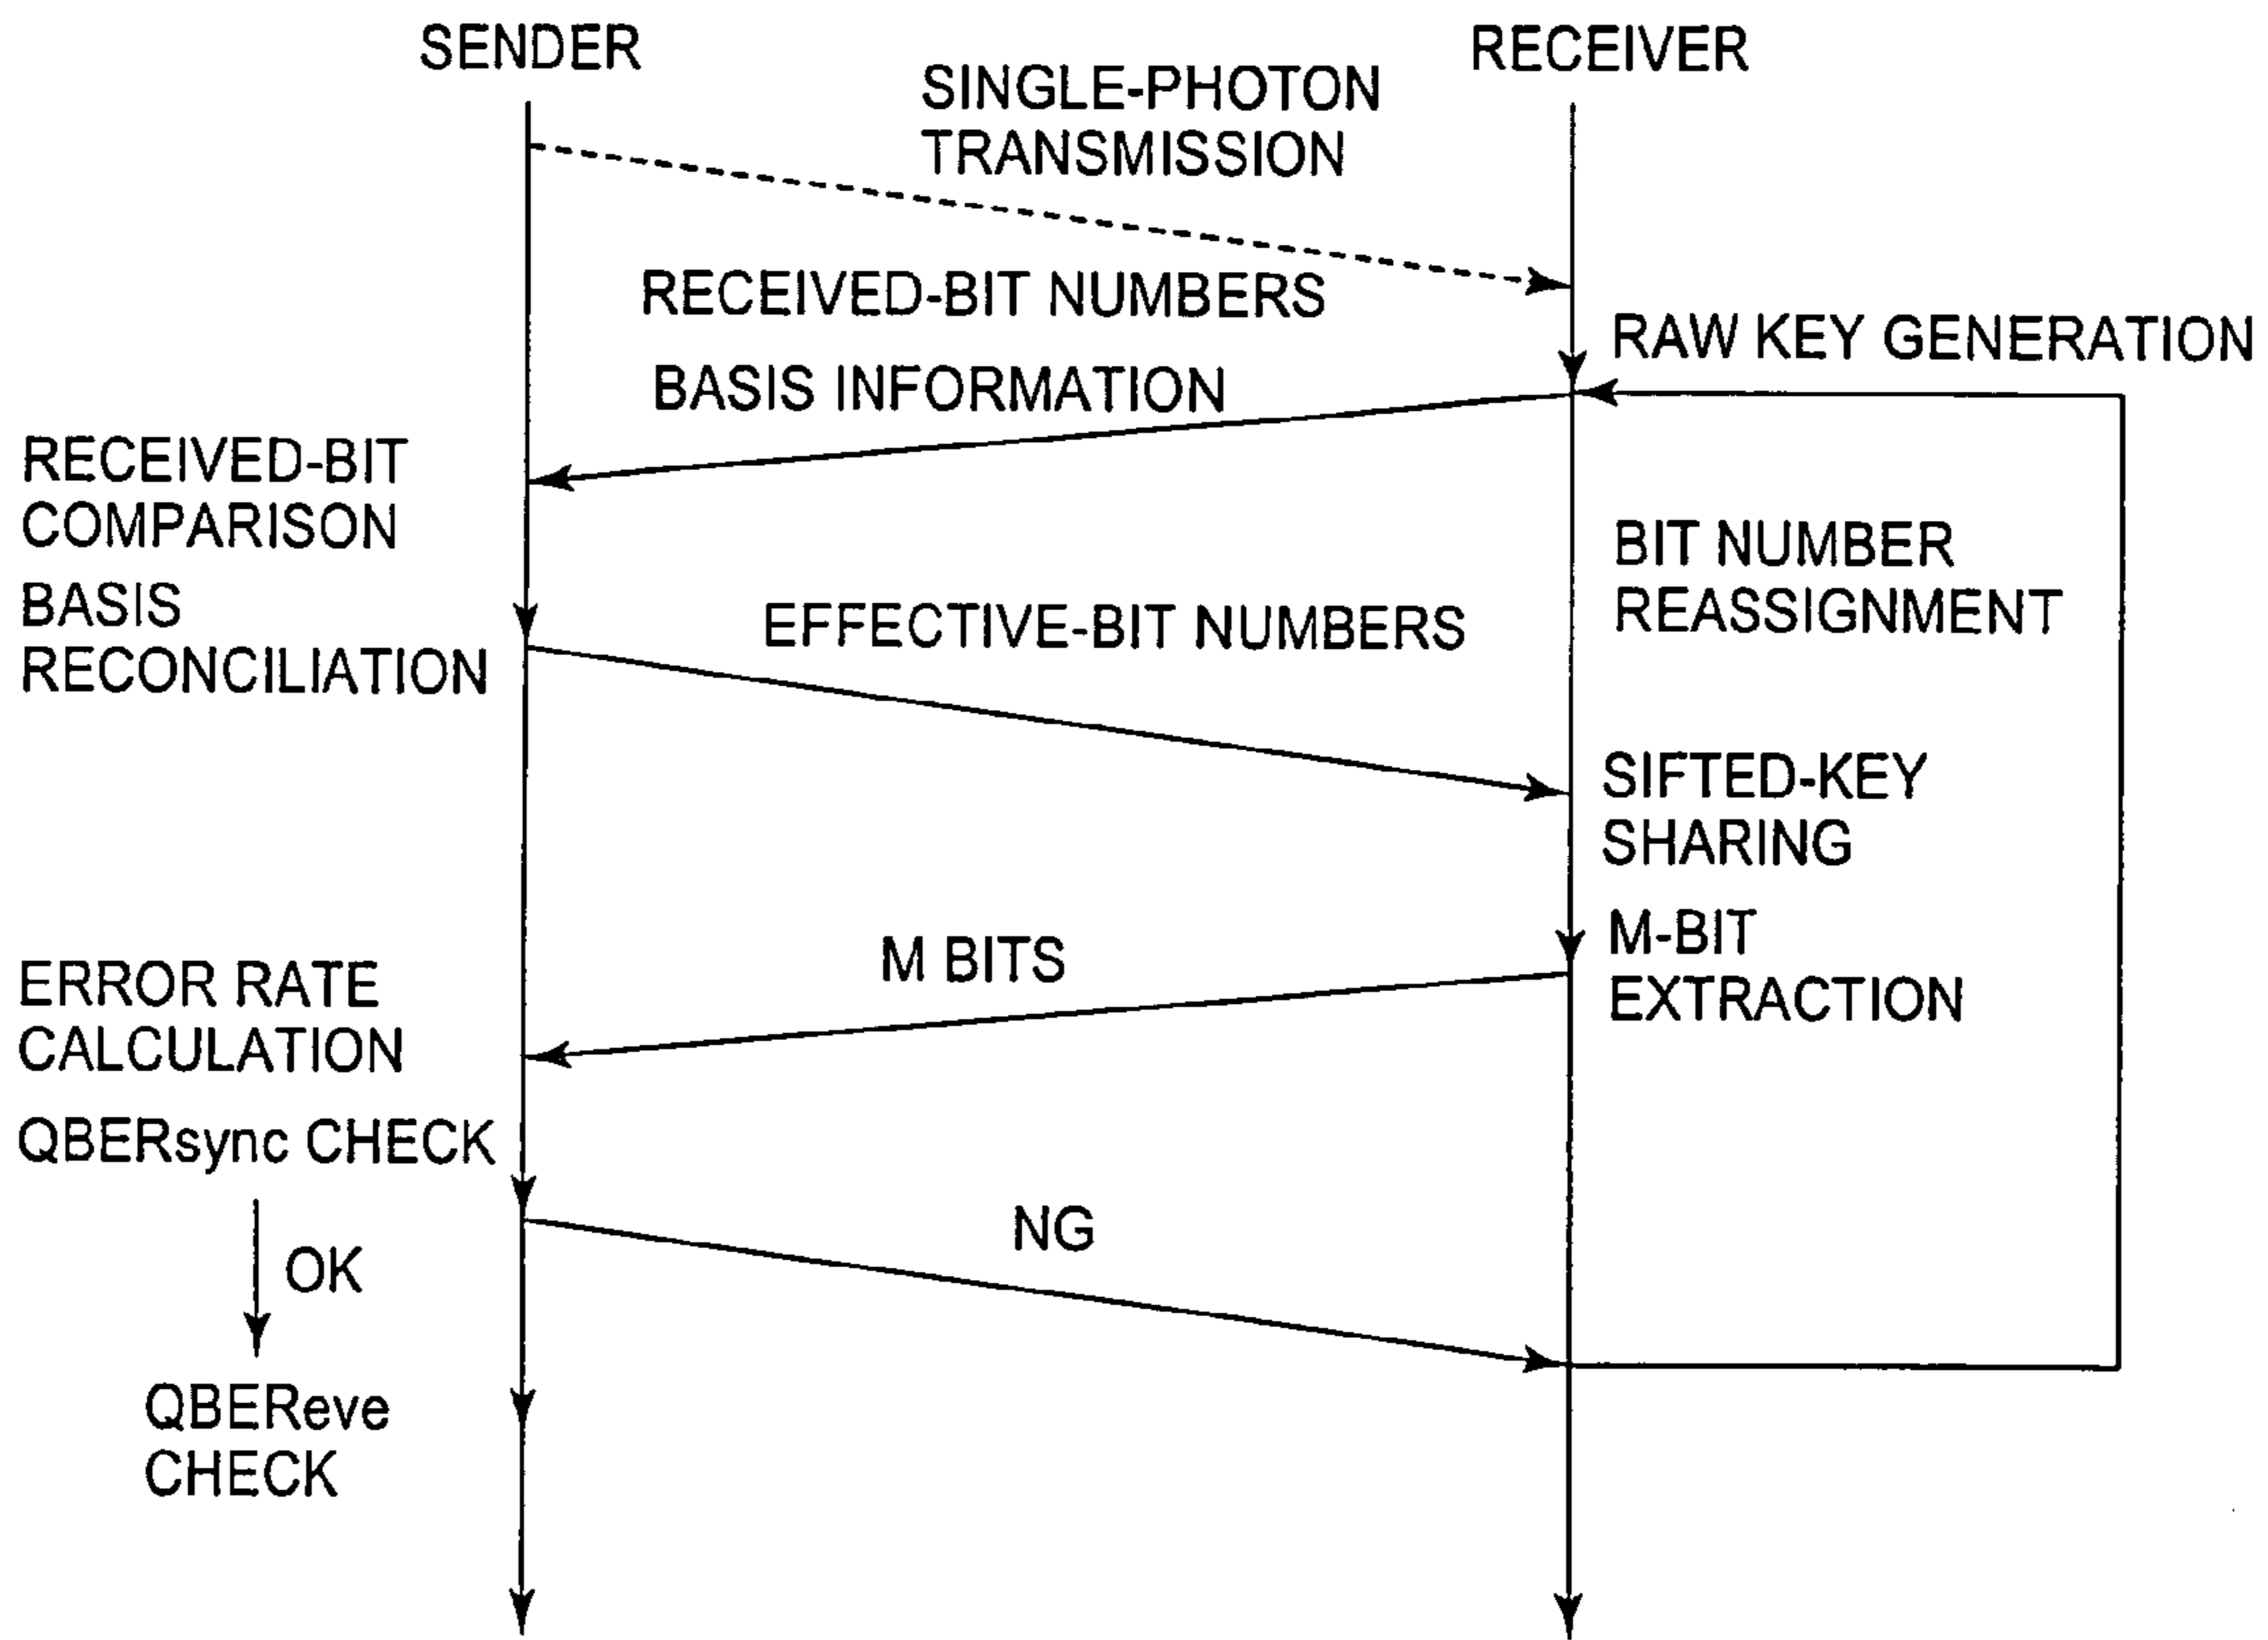 SENDER
RECEIVER
SINGLE-PHOTON
TRANSMISSION
RECEIVED-BIT NUMBERS
RAW KEY GENERATION
BASIS INFORMATION
RECEIVED-BIT
COMPARISON
BIT NUMBER
REASSIGNMENT
BASIS
RECONCILIATION
EFFECTIVE-BIT NUMBERS
SIFTED-KEY
SHARING
M-BIT
EXTRACTION
M BITS
ERROR RATE
CALCULATION
QBERsync CHECK
NG
OK
QBEReve
CHECK